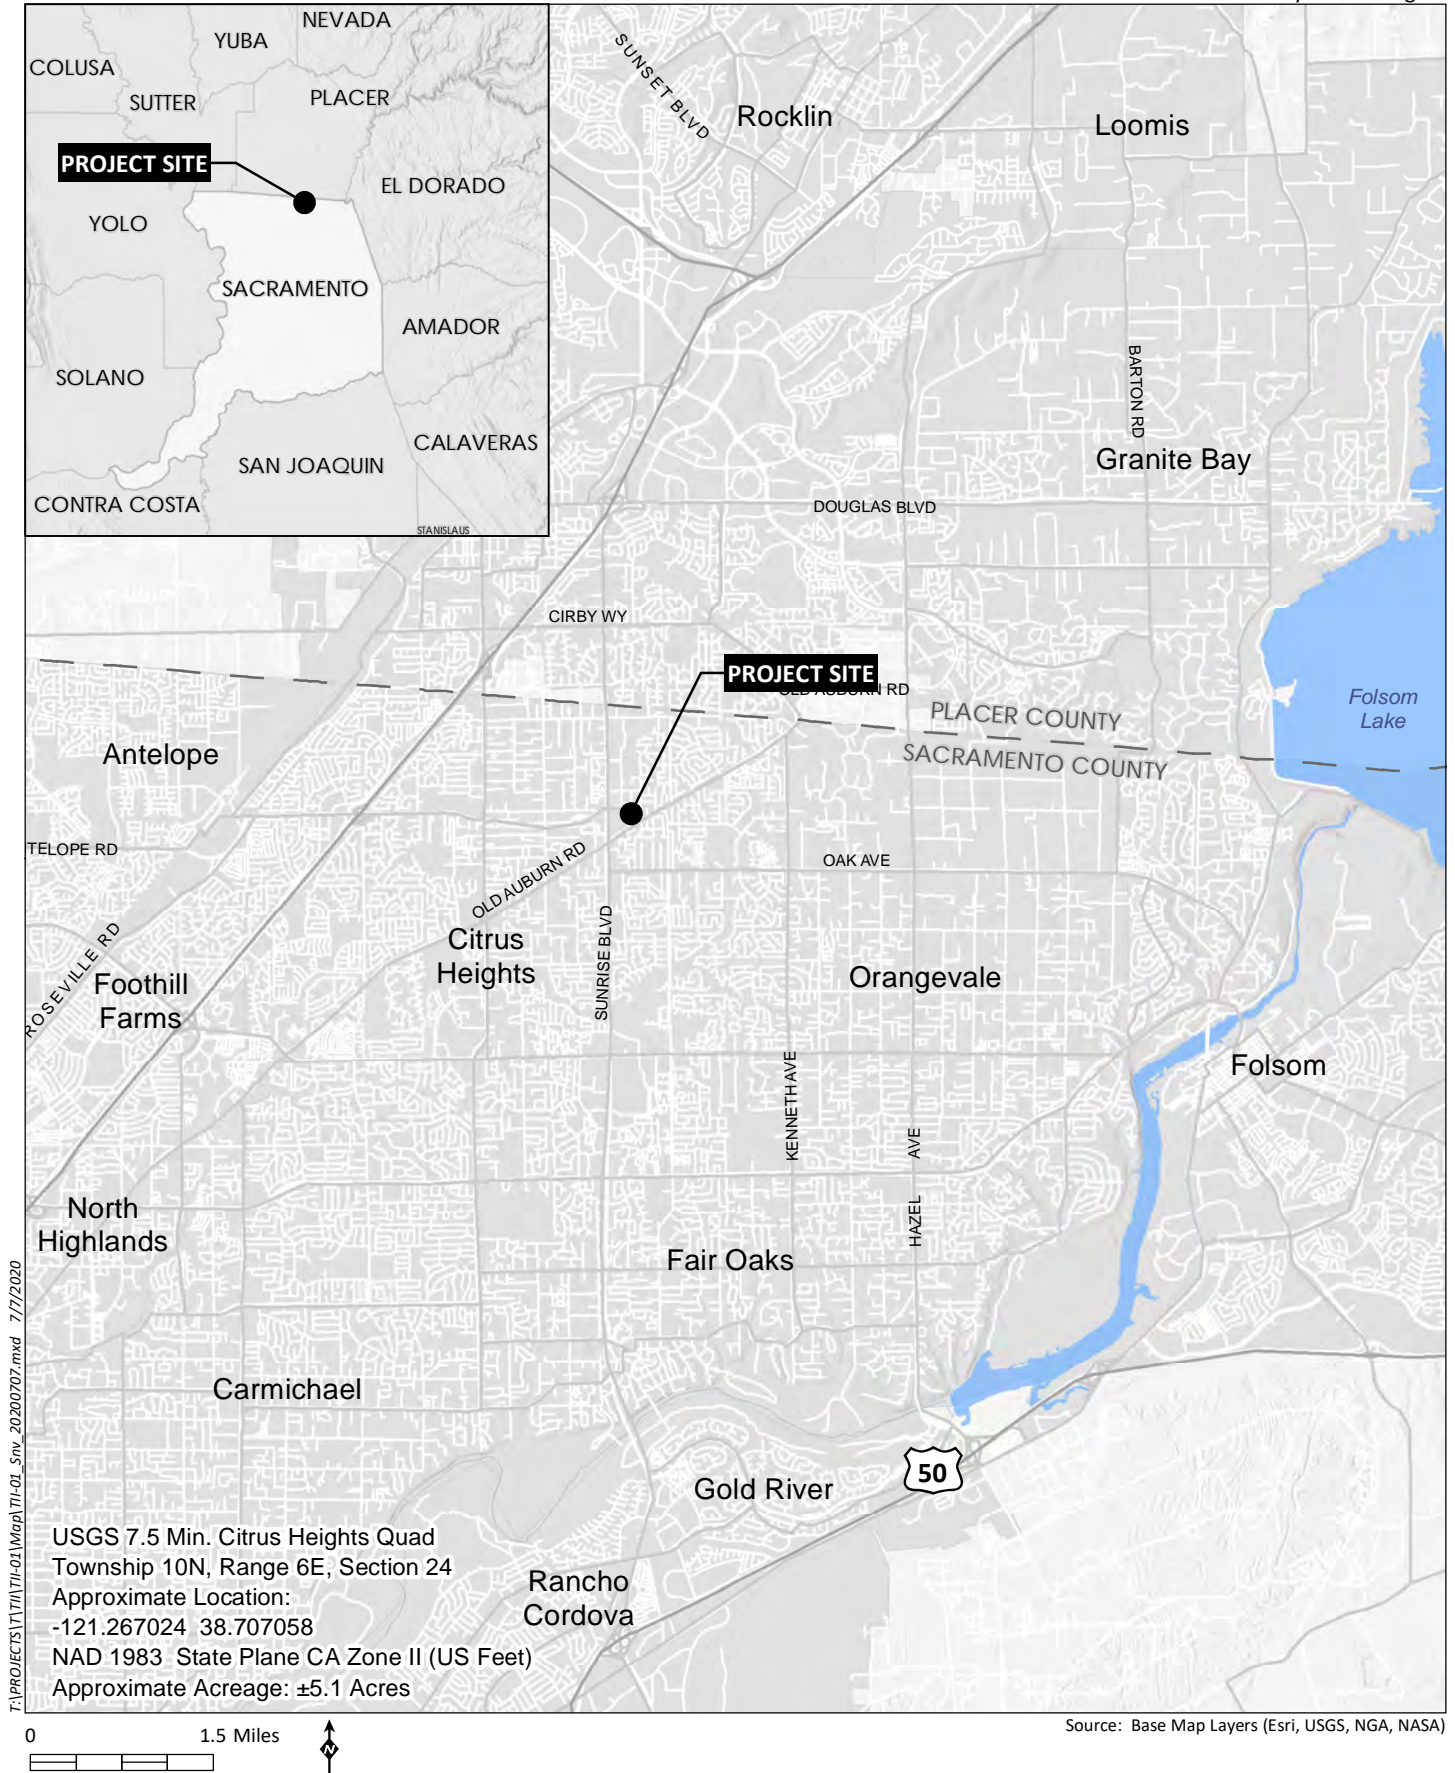 NEVADA
YUBA
COLUSA
SUTTER
PLACER
PROJECT SITE
EL DORADO
YOLO
SACRAMENTO
AMADOR
SOLANO
CALAVERAS
SAN JOAQUIN
CONTRA COSTA
STANISLAUS
SUNSET BLVD
Rocklin
Loomis
BARTON RD
Granite Bay
DOUGLAS BLVD
CIRBY WY
PROJECT SITE
OLD AUBURN RD
PLACER COUNTY
SACRAMENTO COUNTY
Folsom
Lake
Antelope
TELOPE RD
OAK AVE
OLD AUBURN RD
Citrus
Heights
SUNRISE BLVD
Orangevale
ROSEVILLE RD
Foothill
Farms
KENNETH AVE
Folsom
HAZEL AVE
North
Highlands
Fair Oaks
Carmichael
50
Gold River
Rancho
Cordova
USGS 7.5 Min. Citrus Heights Quad
Township 10N, Range 6E, Section 24
Approximate Location:
-121.267024 38.707058
NAD 1983 State Plane CA Zone II (US Feet)
Approximate Acreage: ±5.1 Acres
T:\PROJECTS\T\TII\TII-01\Map\TII-01_Snv_20200707.mxd 7/7/2020
0 1.5 Miles
N
Source: Base Map Layers (Esri, USGS, NGA, NASA)